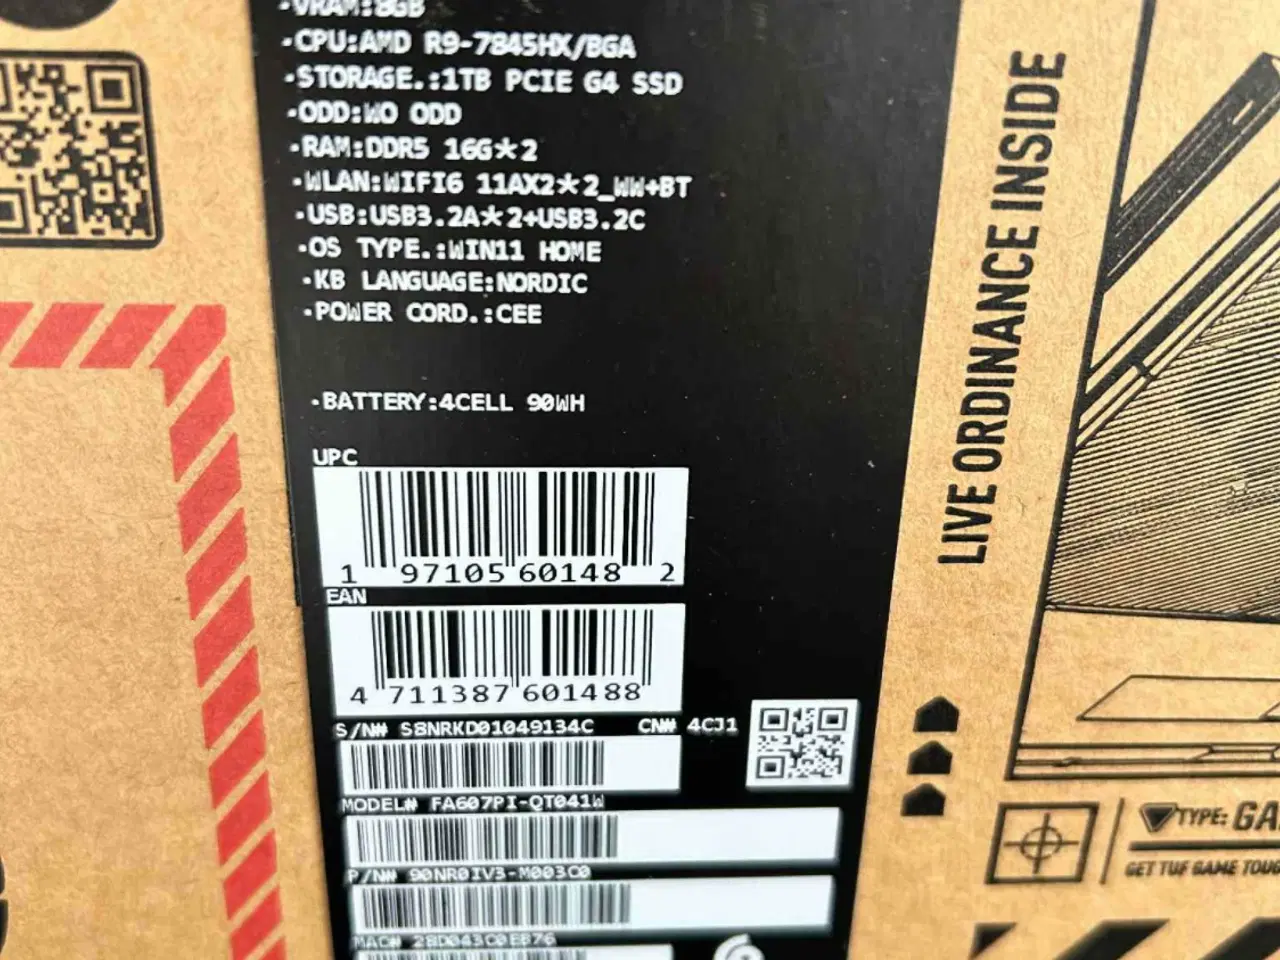 ·VRAM:8GB
·CPU:AMD R9-7845HX/BGA
·STORAGE.:1TB PCIE G4 SSD
·ODD:WO ODD
·RAM:DDR5 16G*2
·WLAN:WIFI6 11AX2*2_WW+BT
·USB:USB3.2A*2+USB3.2C
·OS TYPE.:WIN11 HOME
·KB LANGUAGE:NORDIC
·POWER CORD.:CEE
·BATTERY:4CELL 90WH
UPC
1 97105 60148 2
EAN
4 711387 601488
S/N# S8NRKD01049134C CN# 4CJ1
MODEL# FA607PI-QT041W
P/N# 90NR0IV3-M003C0
MAC# 28D043C0EB76
LIVE ORDINANCE INSIDE
TYPE: GA
GET TUF GAME TOUG